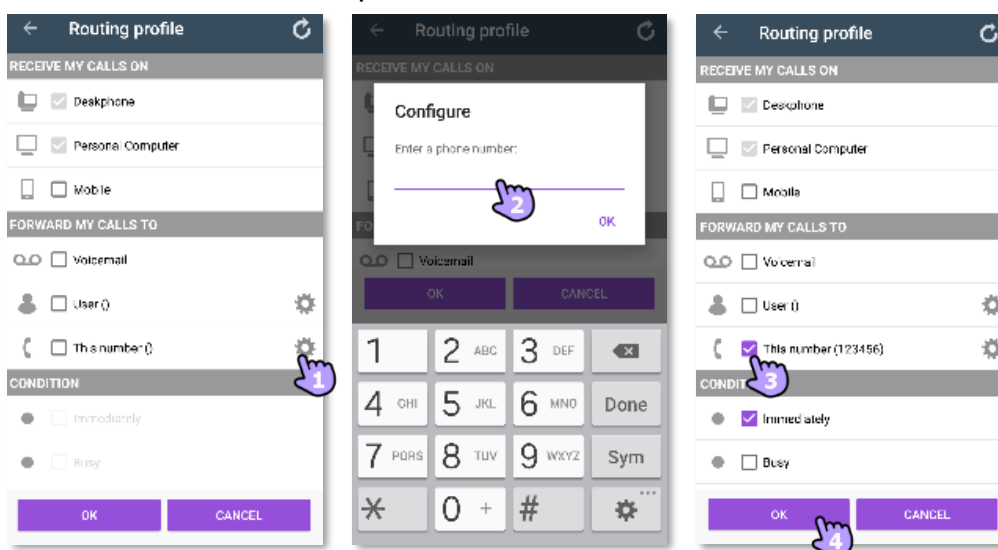 Routing profile
RECEIVE MY CALLS ON
Deskphone
Personal Computer
Mobile
FORWARD MY CALLS TO
Voicemail
User ()
This number ()
1
CONDITION
Immediately
Busy
OK CANCEL
Routing profile
RECEIVE MY CALLS ON
Configure
Enter a phone number:
2
OK
FO
Voicemail
OK CANCEL
1 2 ABC 3 DEF
4 GHI 5 JKL 6 MNO Done
7 PQRS 8 TUV 9 WXYZ Sym
* 0 + #
Routing profile
RECEIVE MY CALLS ON
Deskphone
Personal Computer
Mobile
FORWARD MY CALLS TO
Voicemail
User ()
This number (123456)
3
CONDIT
Immediately
Busy
OK CANCEL
4